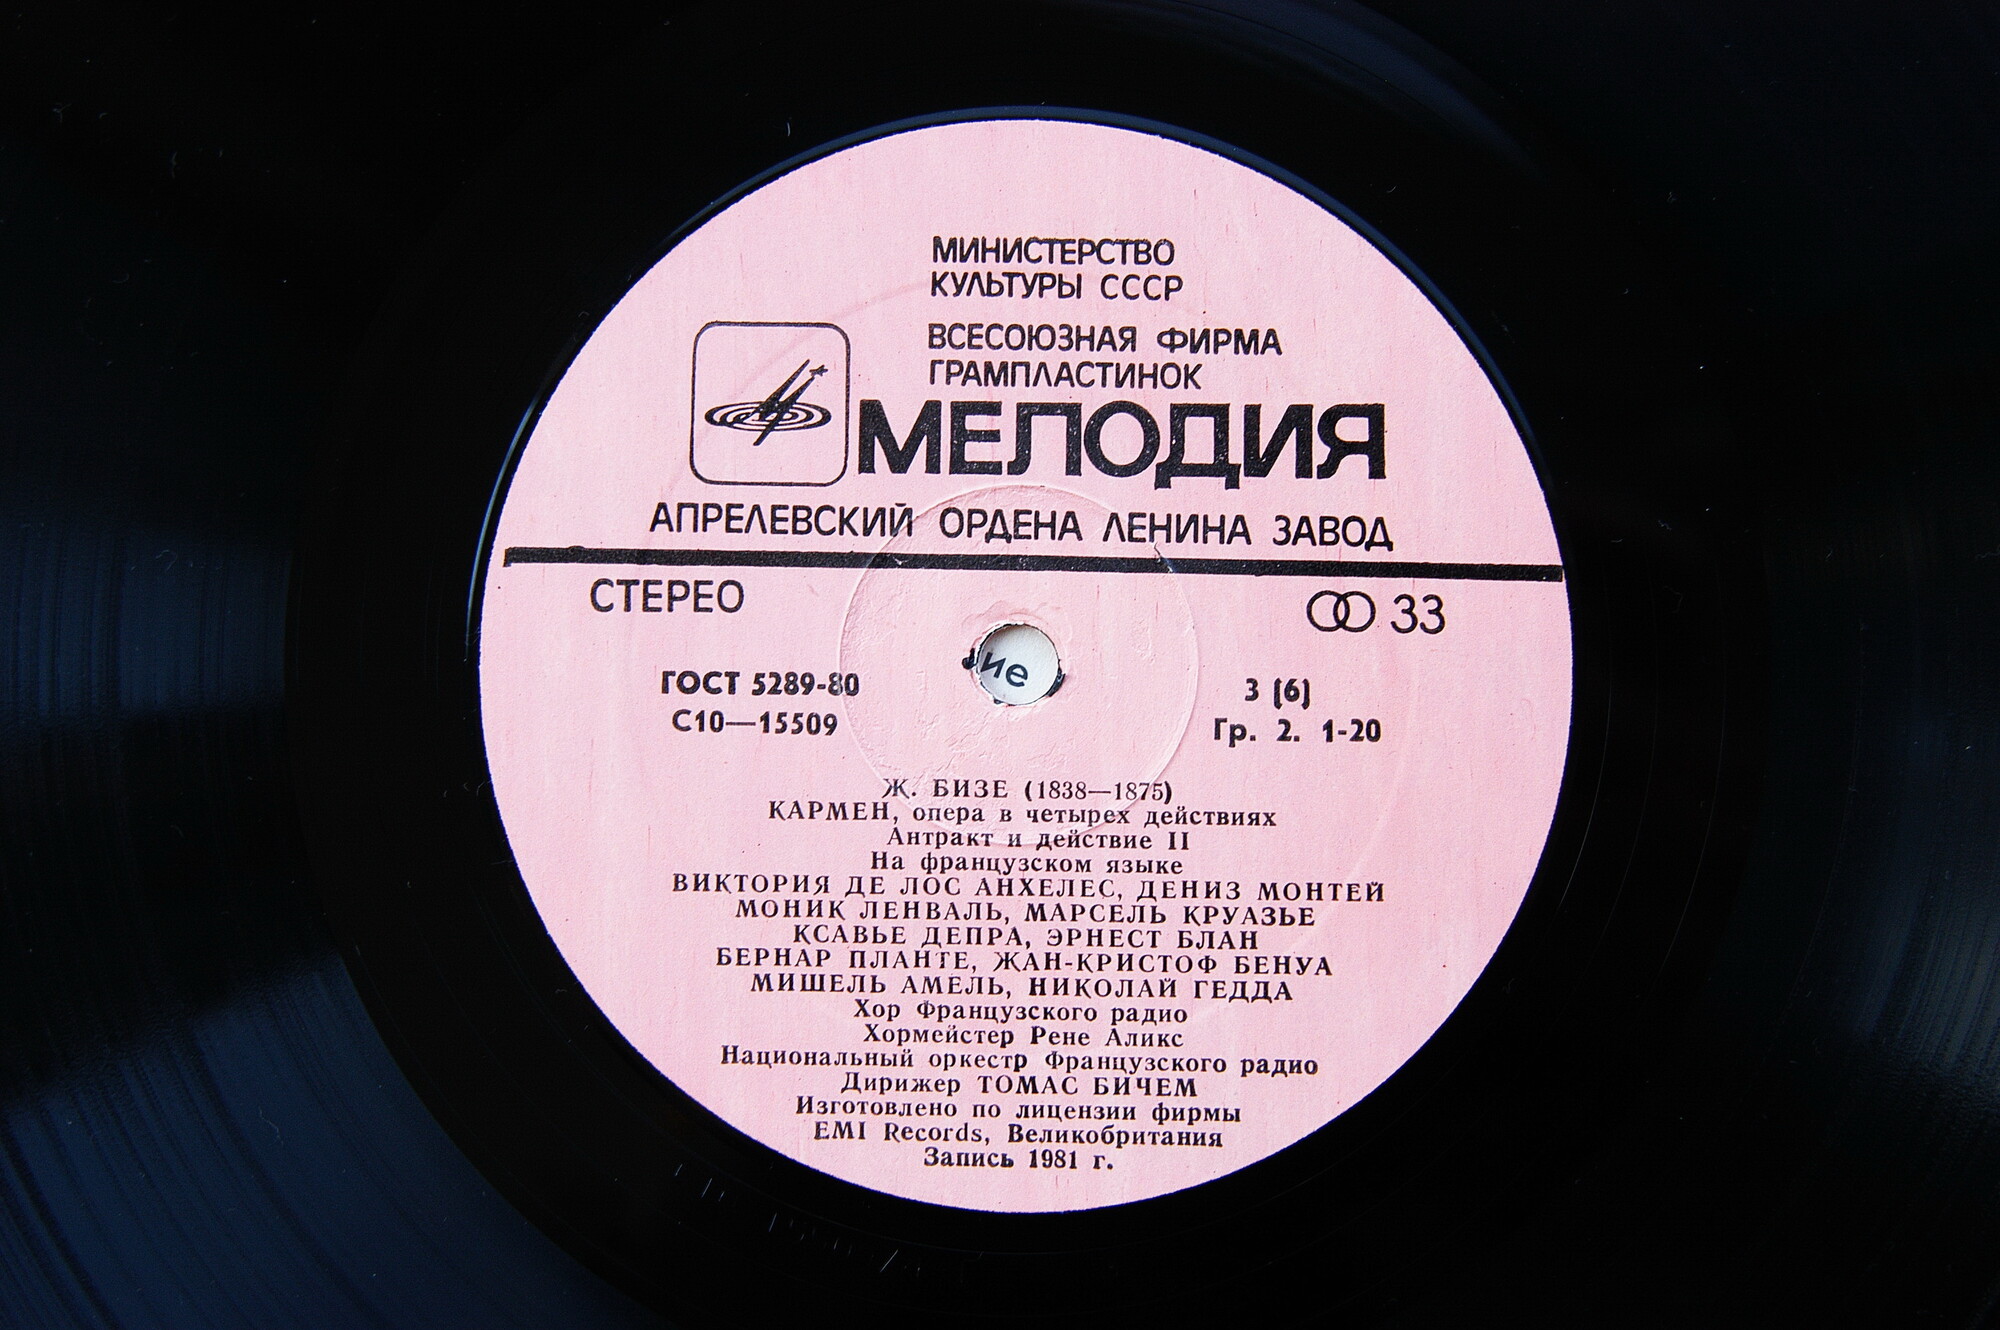 МИНИСТЕРСТВО
КУЛЬТУРЫ СССР
ВСЕСОЮЗНАЯ ФИРМА
ГРАМПЛАСТИНОК
МЕЛОДИЯ
АПРЕЛЕВСКИЙ ОРДЕНА ЛЕНИНА ЗАВОД
СТЕРЕО
33
ГОСТ 5289-80
3 (6)
С10—15509
Гр. 2. 1-20
ие
Ж. БИЗЕ (1838—1875)
КАРМЕН, опера в четырех действиях
Антракт и действие II
На французском языке
ВИКТОРИЯ ДЕ ЛОС АНХЕЛЕС, ДЕНИЗ МОНТЕЙ
МОНИК ЛЕНВАЛЬ, МАРСЕЛЬ КРУАЗЬЕ
КСАВЬЕ ДЕПРА, ЭРНЕСТ БЛАН
БЕРНАР ПЛАНТЕ, ЖАН-КРИСТОФ БЕНУА
МИШЕЛЬ АМЕЛЬ, НИКОЛАЙ ГЕДДА
Хор Французского радио
Хормейстер Рене Аликс
Национальный оркестр Французского радио
Дирижер ТОМАС БИЧЕМ
Изготовлено по лицензии фирмы
EMI Records, Великобритания
Запись 1981 г.